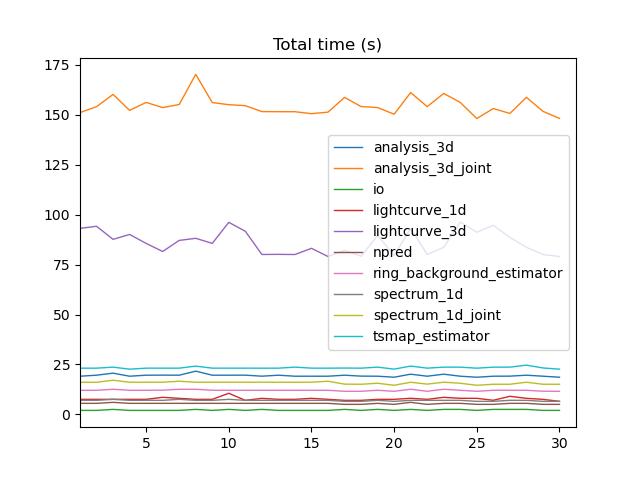 Total time (s)
175
150
125
100
75
50
25
0
analysis_3d
analysis_3d_joint
io
lightcurve_1d
lightcurve_3d
npred
ring_background_estimator
spectrum_1d
spectrum_1d_joint
tsmap_estimator
5 10 15 20 25 30